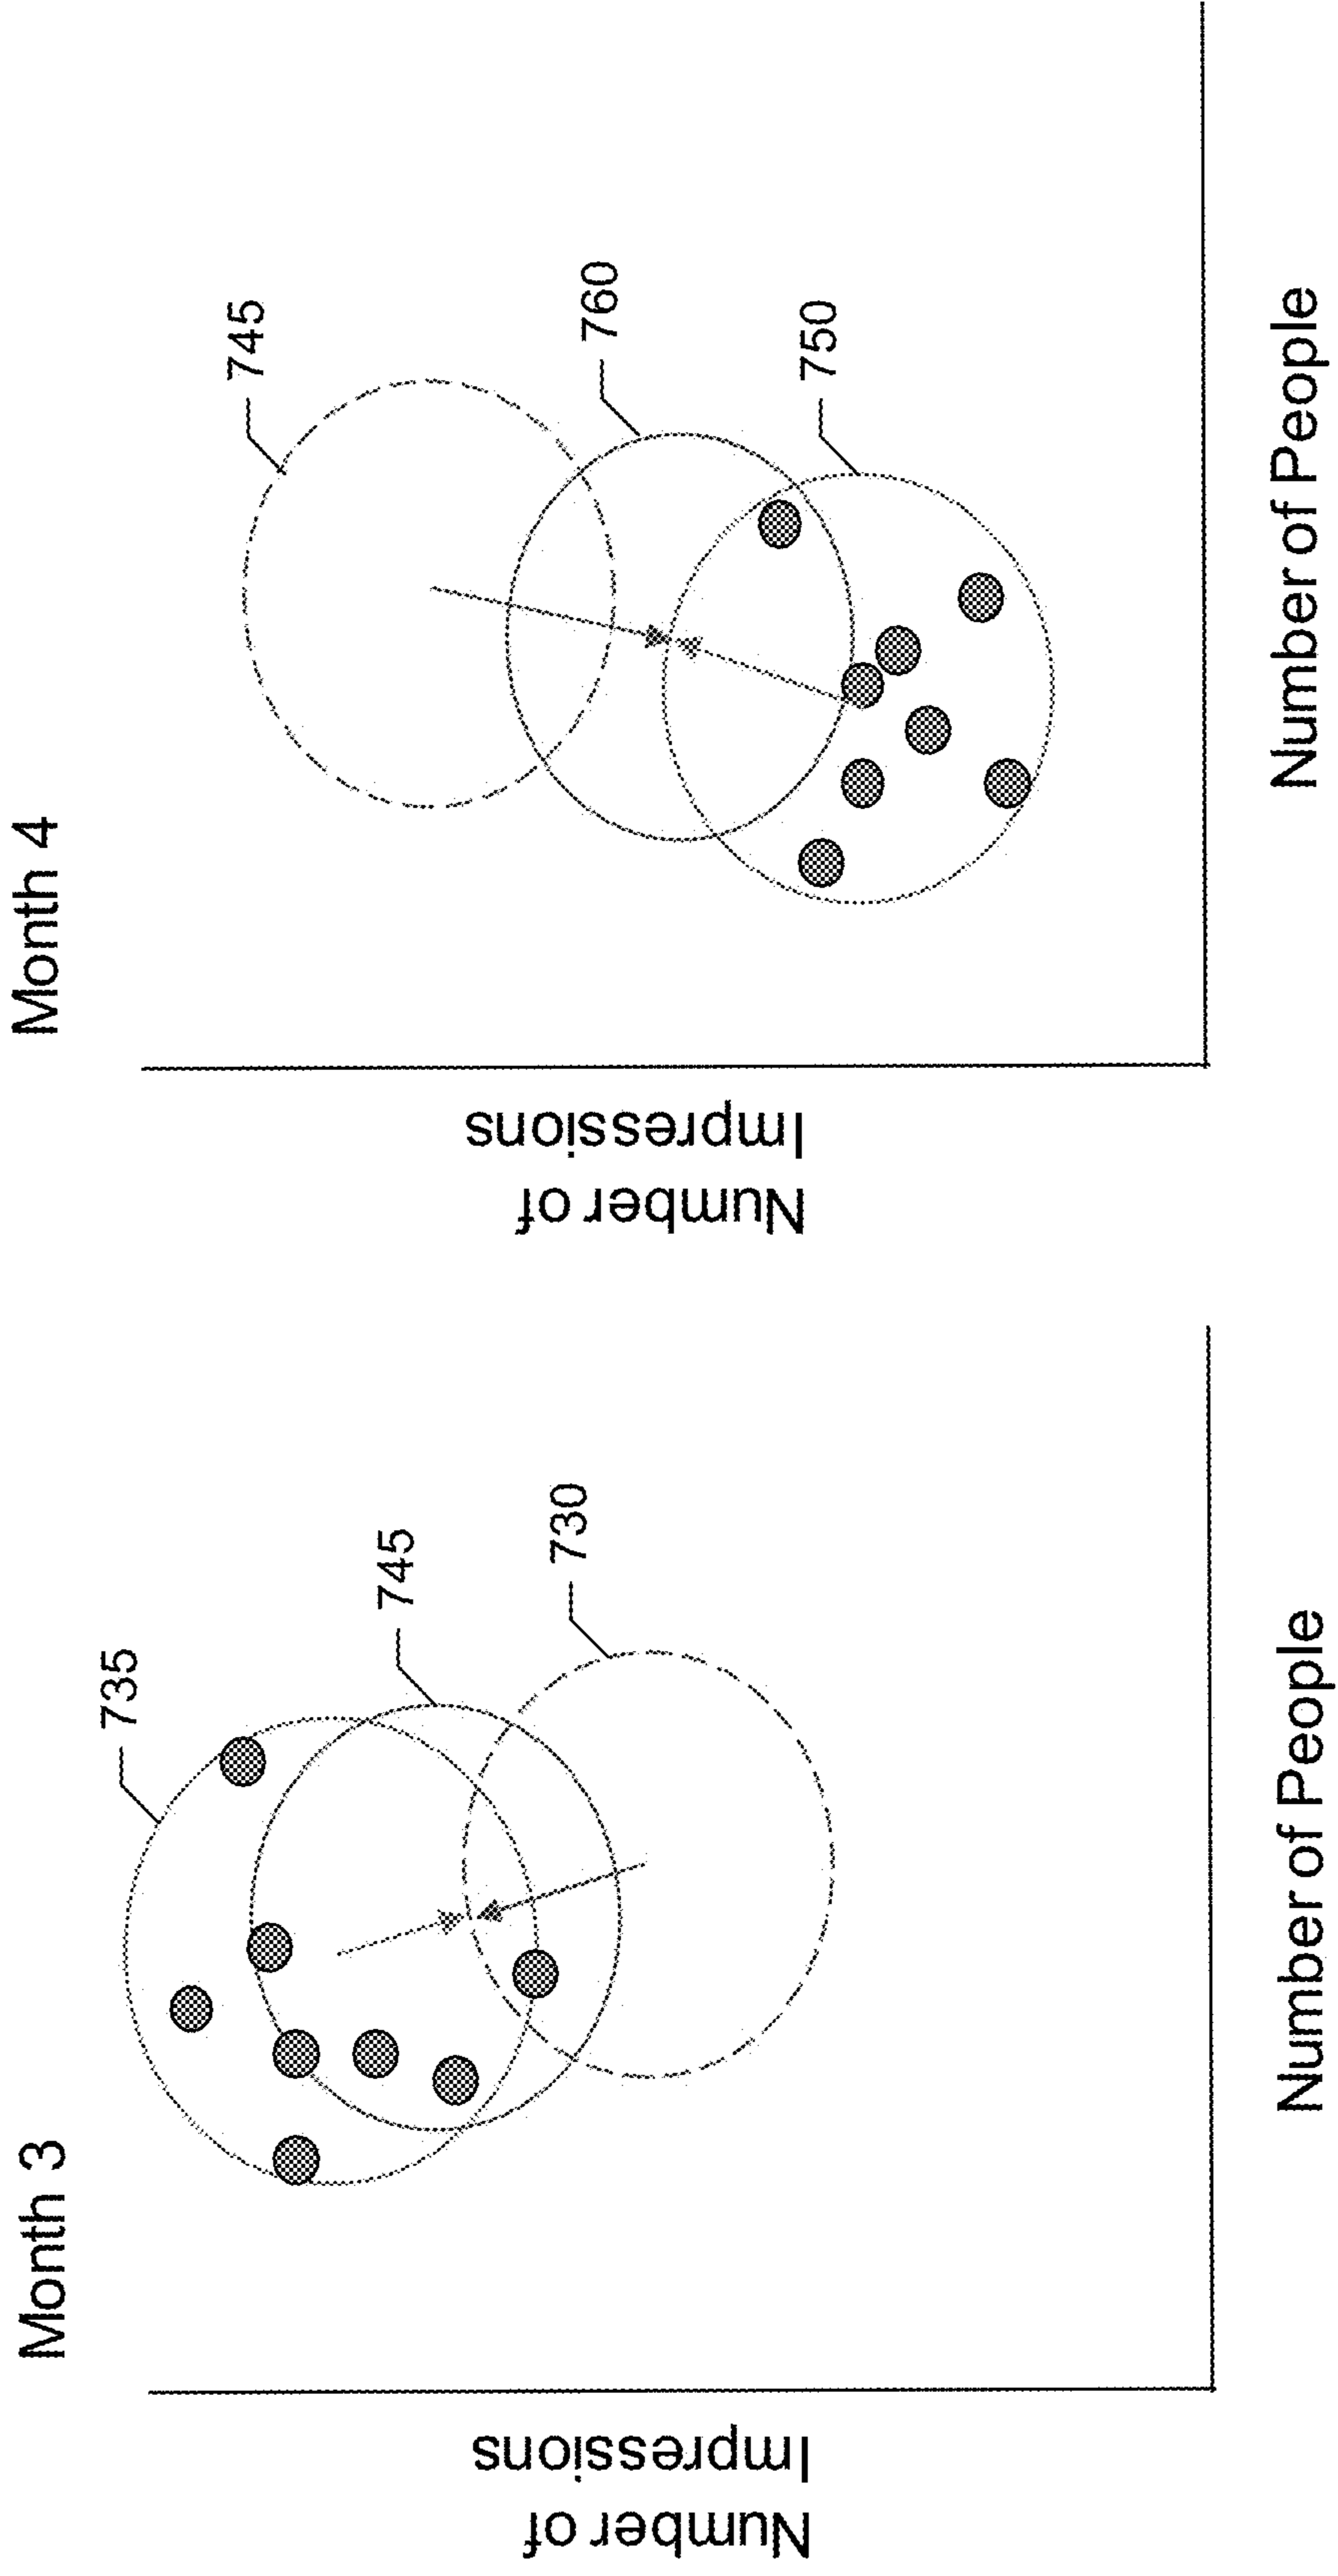 Month 3
735
745
730
Number of
Impressions
Number of People
Month 4
745
760
750
Number of
Impressions
Number of People